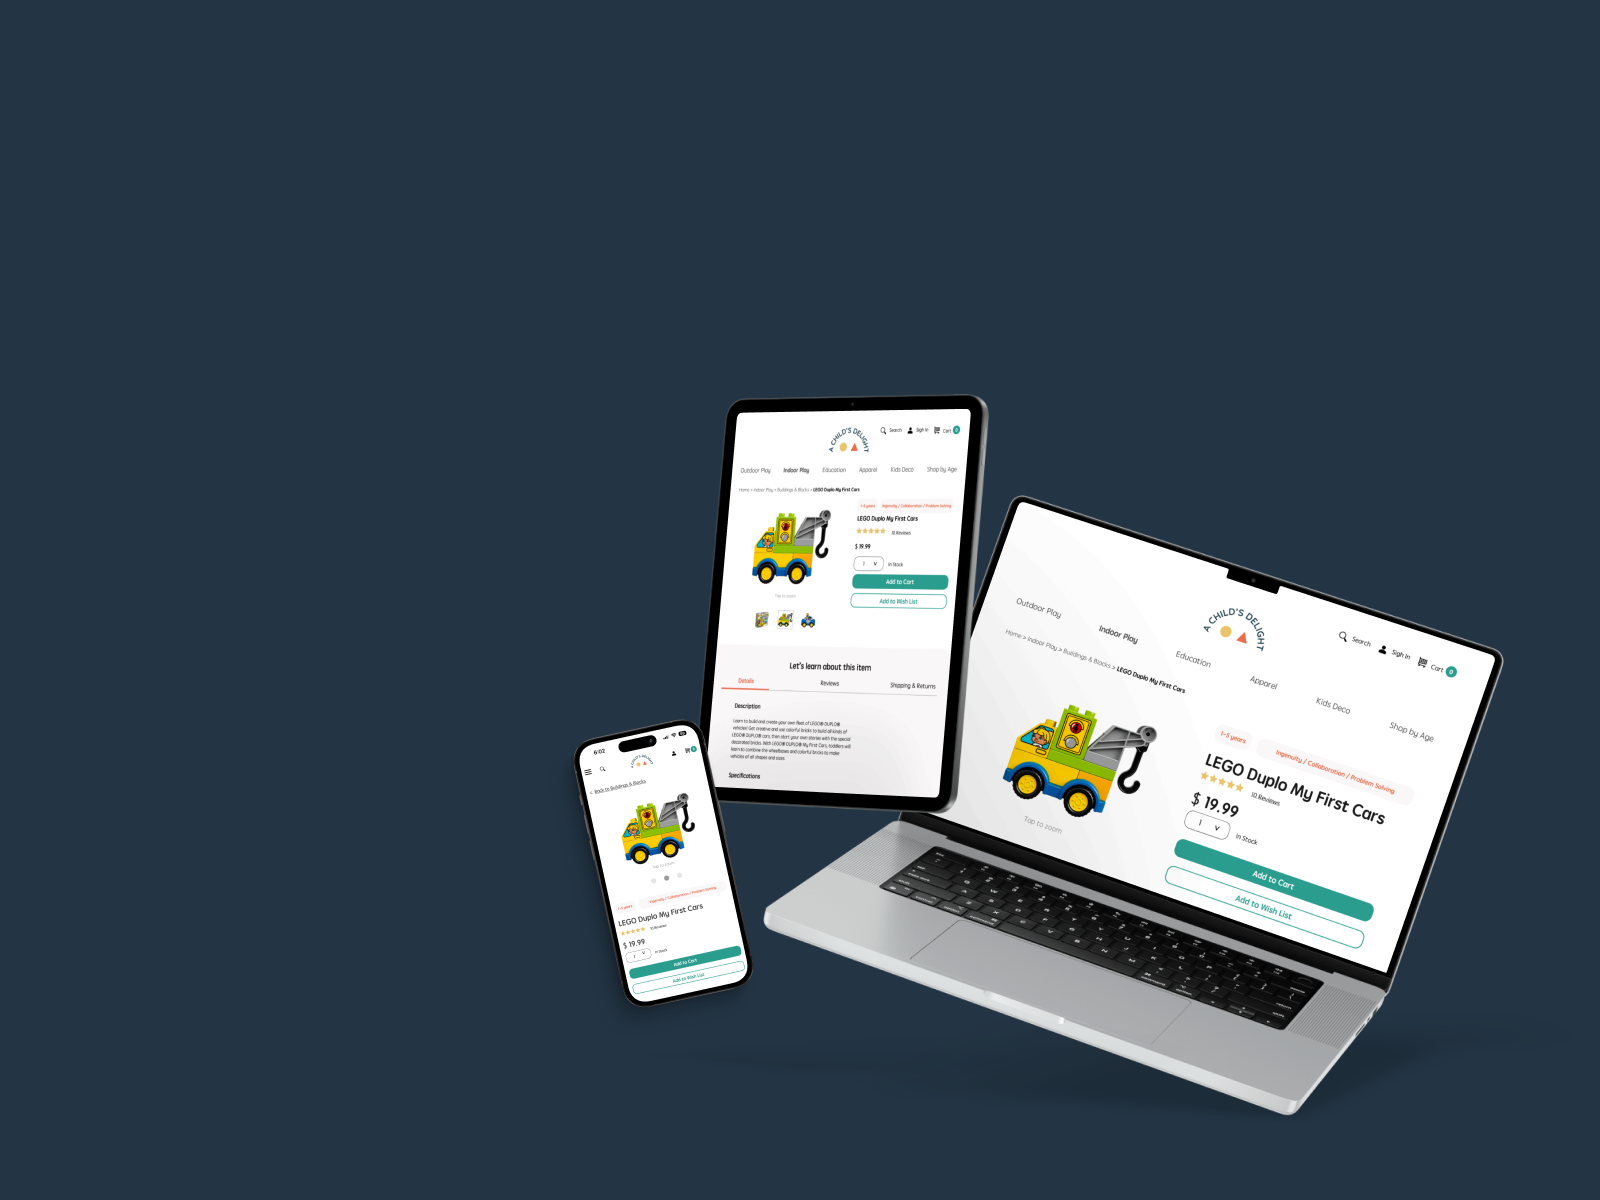 A CHILD'S DELIGHT
Search
Sign In
Cart
0
Outdoor Play
Indoor Play
Education
Apparel
Kids Deco
Shop by Age
Home > Indoor Play > Buildings & Blocks > LEGO Duplo My First Cars
1-5 years
Ingenuity / Collaboration / Problem Solving
LEGO Duplo My First Cars
10 Reviews
$ 19.99
1
In Stock
Add to Cart
Add to Wish List
Tap to zoom
Let's learn about this item
Details
Reviews
Shipping & Returns
Description
Learn to build and create your own fleet of LEGO® DUPLO®
vehicles! Get creative and use colorful bricks to build all kinds of
LEGO® DUPLO® cars, then start your own stories with the special
decorated bricks. With LEGO® DUPLO® My First Cars, toddlers will
learn to combine the wheelbases and colorful bricks to make
vehicles of all shapes and sizes.
Specifications
A CHILD'S DELIGHT
Search
Sign In
Cart
0
Outdoor Play
Indoor Play
Education
Apparel
Kids Deco
Shop by Age
Home > Indoor Play > Buildings & Blocks > LEGO Duplo My First Cars
1-5 years
Ingenuity / Collaboration / Problem Solving
LEGO Duplo My First Cars
10 Reviews
$ 19.99
1
In Stock
Add to Cart
Add to Wish List
Tap to zoom
6:02
A CHILD'S DELIGHT
0
< Back to Buildings & Blocks
Tap to zoom
1-5 years
Ingenuity / Collaboration / Problem Solving
LEGO Duplo My First Cars
10 Reviews
$ 19.99
1
In Stock
Add to Cart
Add to Wish List